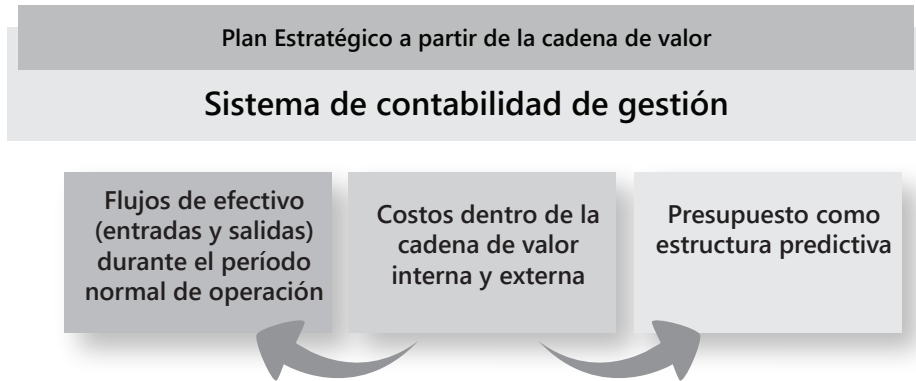 Plan Estratégico a partir de la cadena de valor
Sistema de contabilidad de gestión
Flujos de efectivo
(entradas y salidas)
durante el período
normal de operación
Costos dentro de la
cadena de valor
interna y externa
Presupuesto como
estructura predictiva